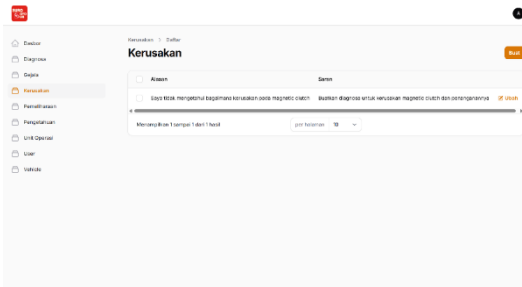 Kerusakan > Daftar
Kerusakan
Buat
Dasbor
Diagnosa
Gejala
Kerusakan
Pemeliharaan
Pengetahuan
Unit Operasi
User
Vehicle
Alasan Saran
Saya tidak mengetahui bagaimana kerusakan pada magnetic clutch Buatkan diagnosa untuk kerusakan magnetic clutch dan penanganannya Ubah
Menampilkan 1 sampai 1 dari 1 hasil per halaman 10